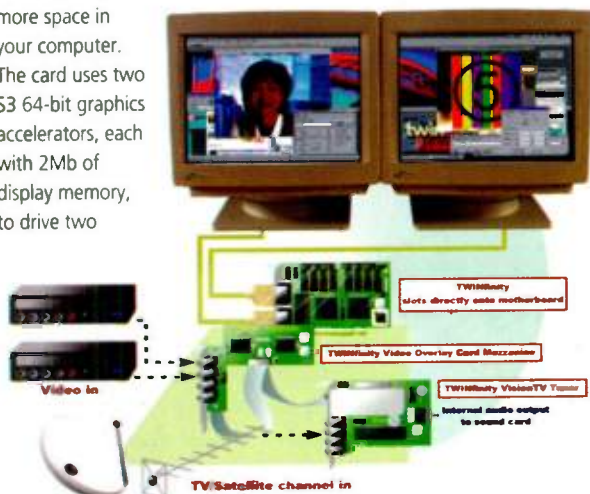 more space in
your computer.
The card uses two
S3 64-bit graphics
accelerators, each
with 2Mb of
display memory,
to drive two
TWINfinity
slots directly onto motherboard
TWINfinity Video Overlay Card Mezzanine
TWINfinity VisionTV Tuner
Internal audio output
to sound card
Video in
TV/Satellite channel in